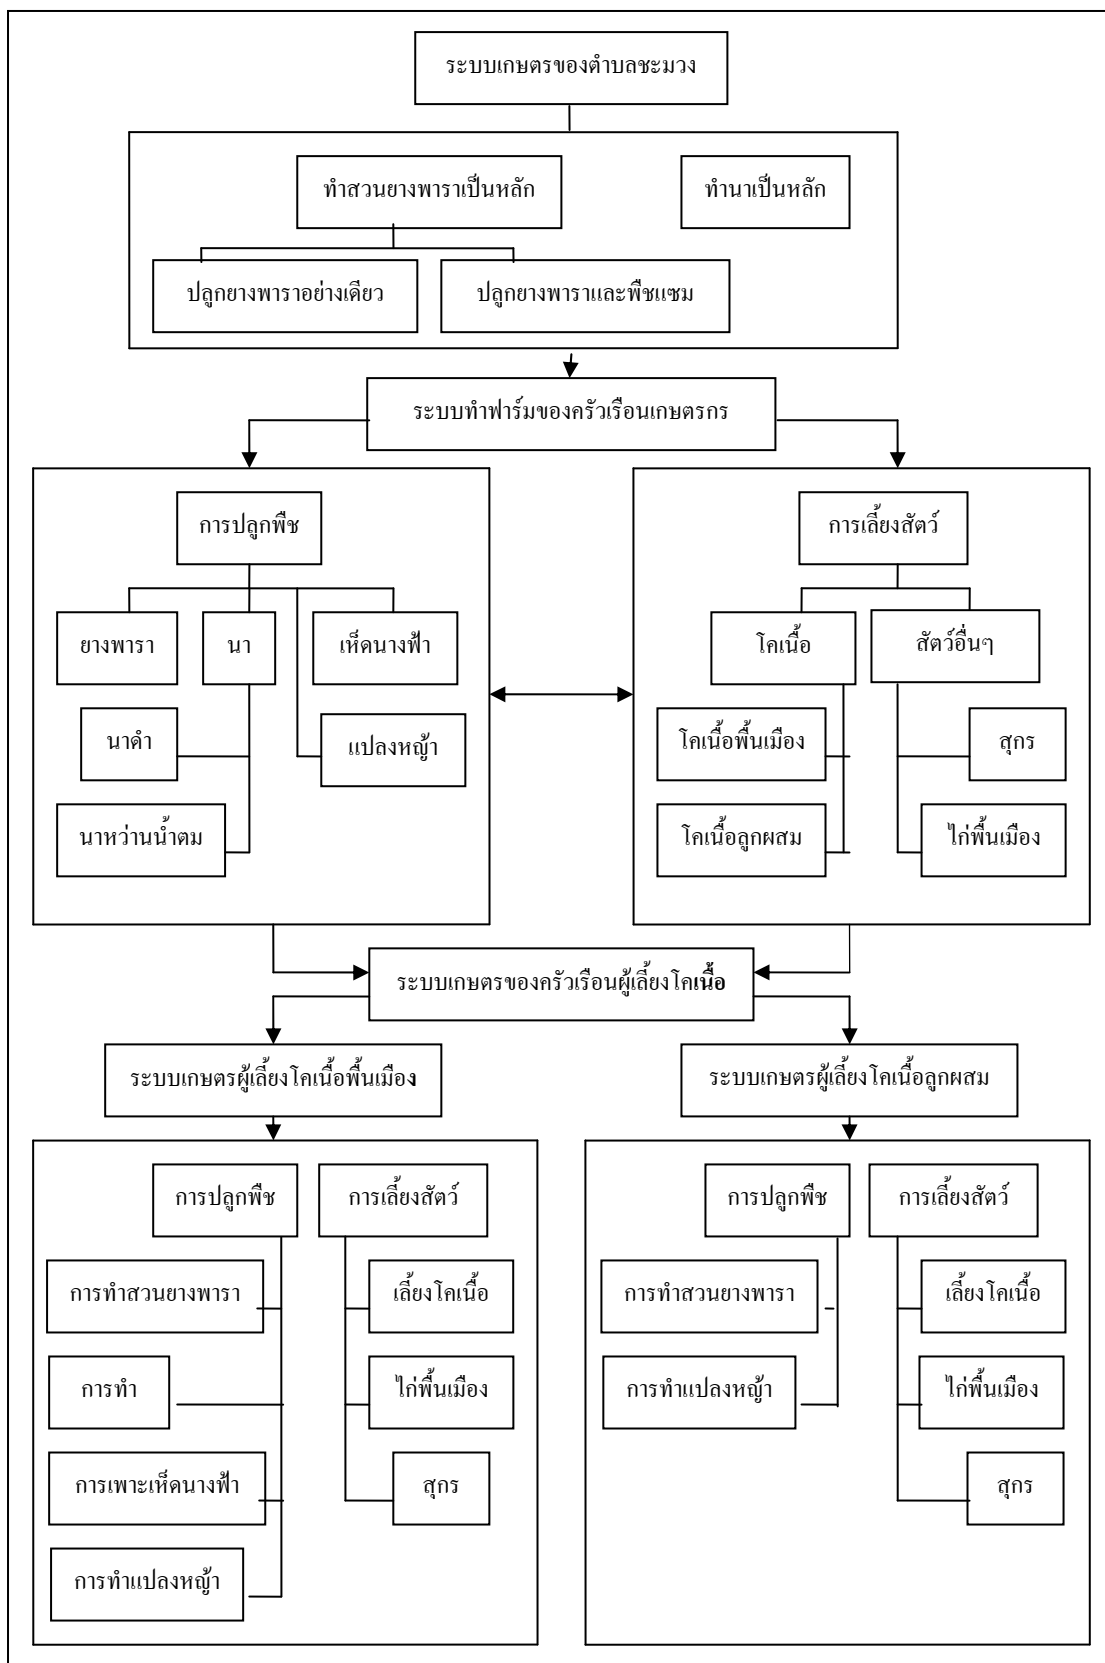 ระบบเกษตรของตำบลชะมวง
ทำสวนยางพาราเป็นหลัก
ทำนาเป็นหลัก
ปลูกยางพาราอย่างเดียว
ปลูกยางพาราและพืชแซม
ระบบทำฟาร์มของครัวเรือนเกษตรกร
การปลูกพืช
ยางพารา
นา
เห็ดนางฟ้า
นาดำ
แปลงหญ้า
นาหว่านน้ำตม
การเลี้ยงสัตว์
โคเนื้อ
สัตว์อื่นๆ
โคเนื้อพื้นเมือง
สุกร
โคเนื้อลูกผสม
ไก่พื้นเมือง
ระบบเกษตรของครัวเรือนผู้เลี้ยงโคเนื้อ
ระบบเกษตรผู้เลี้ยงโคเนื้อพื้นเมือง
ระบบเกษตรผู้เลี้ยงโคเนื้อลูกผสม
การปลูกพืช
การเลี้ยงสัตว์
การทำสวนยางพารา
เลี้ยงโคเนื้อ
การทำ
ไก่พื้นเมือง
การเพาะเห็ดนางฟ้า
สุกร
การทำแปลงหญ้า
การปลูกพืช
การเลี้ยงสัตว์
การทำสวนยางพารา
เลี้ยงโคเนื้อ
การทำแปลงหญ้า
ไก่พื้นเมือง
สุกร